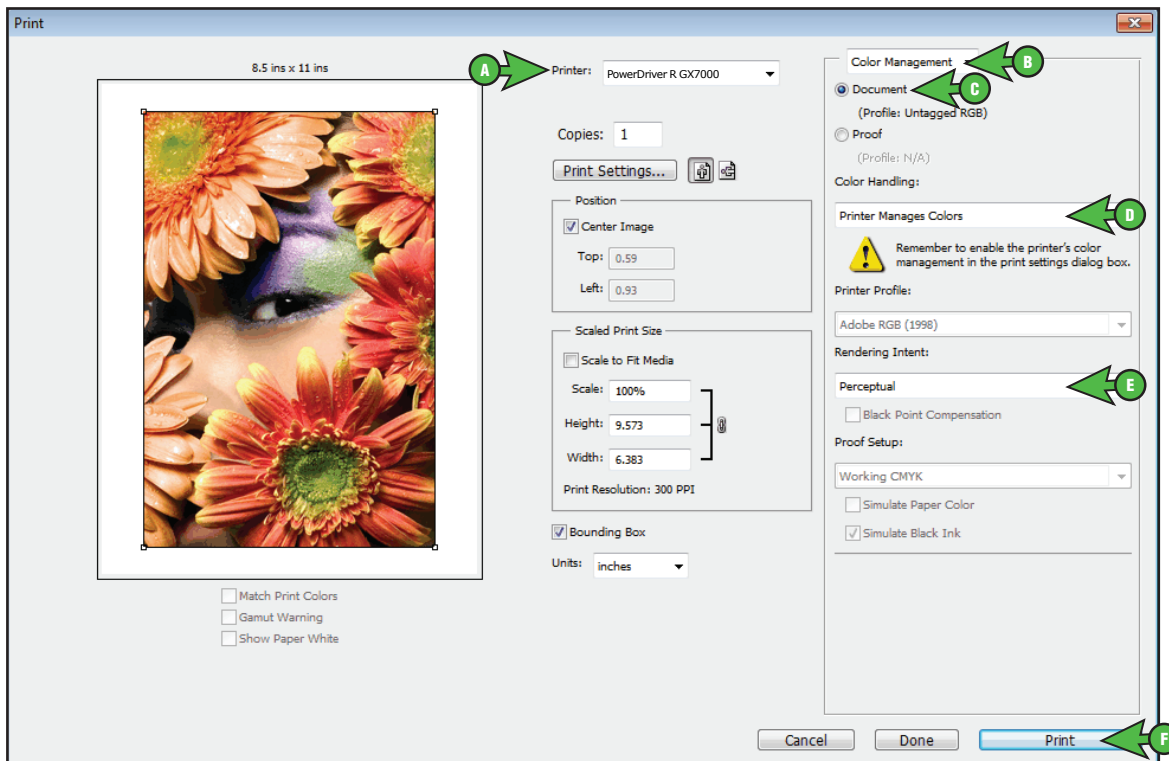 Print
8.5 ins x 11 ins
A
Printer: PowerDriver R GX7000
Copies: 1
Print Settings...
Position
Center Image
Top: 0.59
Left: 0.93
Scaled Print Size
Scale to Fit Media
Scale: 100%
Height: 9.573
Width: 6.383
Print Resolution: 300 PPI
Bounding Box
Units: inches
Match Print Colors
Gamut Warning
Show Paper White
Color Management
B
Document
C
(Profile: Untagged RGB)
Proof
(Profile: N/A)
Color Handling:
Printer Manages Colors
D
Remember to enable the printer's color
management in the print settings dialog box.
Printer Profile:
Adobe RGB (1998)
Rendering Intent:
Perceptual
E
Black Point Compensation
Proof Setup:
Working CMYK
Simulate Paper Color
Simulate Black Ink
Cancel
Done
Print
F